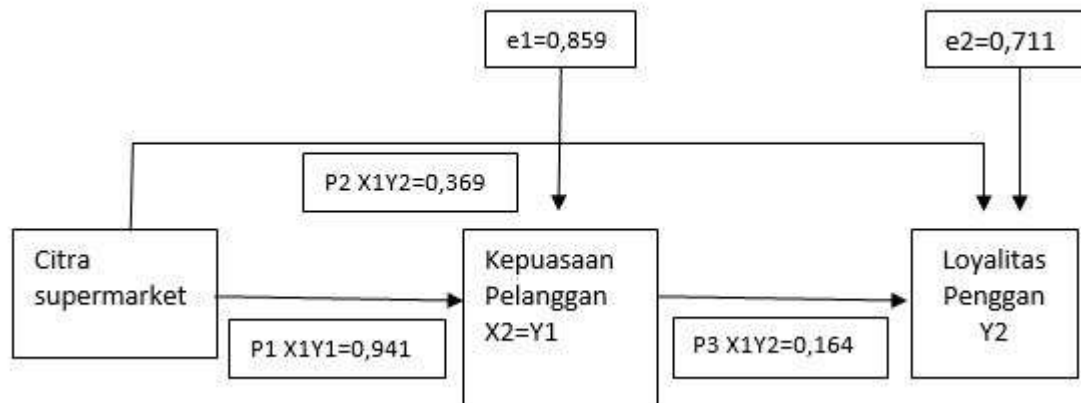 e1=0,859
e2=0,711
P2 X1Y2=0,369
Citra
supermarket
Kepuasaan
Pelanggan
X2=Y1
Loyalitas
Penggan
Y2
P1 X1Y1=0,941
P3 X1Y2=0,164